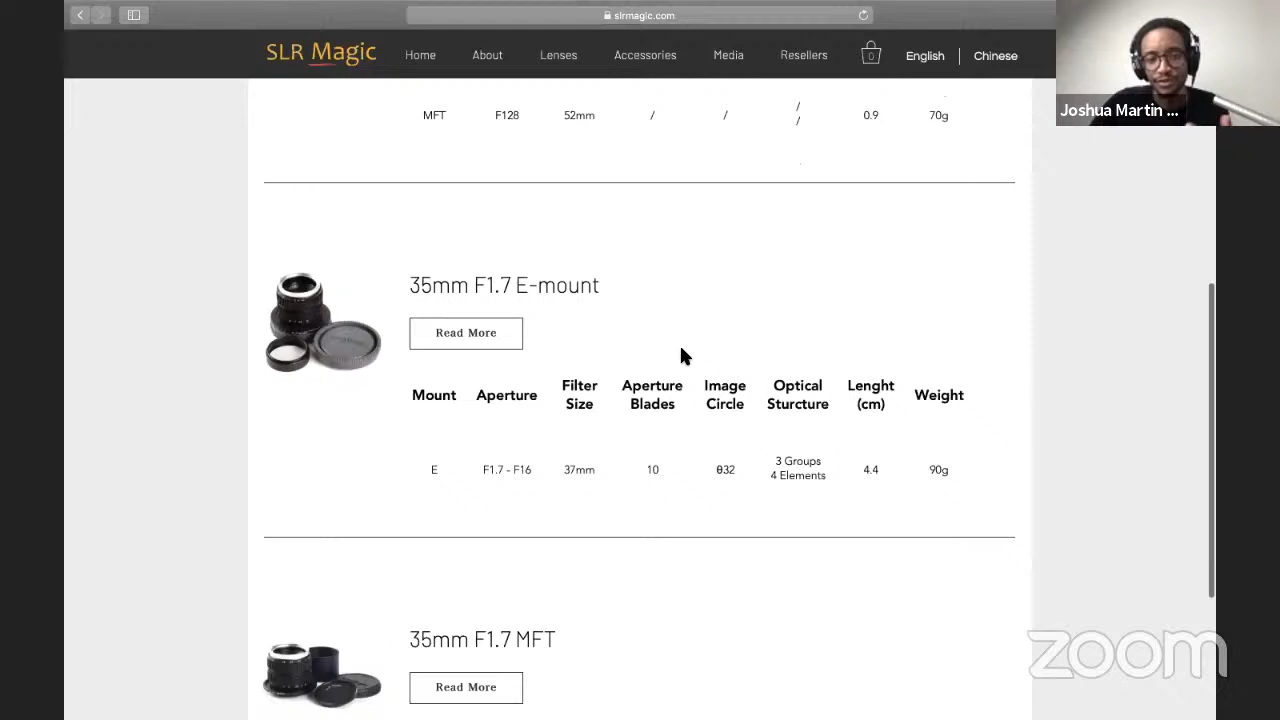 slrmagic.com
SLR Magic
Home About Lenses Accessories Media Resellers 0 English Chinese
Joshua Martin ...
MFT F128 52mm / / / / 0.9 70g
35mm F1.7 E-mount
Read More
Mount Aperture Filter Size Aperture Blades Image Circle Optical Sturcture Lenght (cm) Weight
E F1.7 - F16 37mm 10 θ32 3 Groups 4 Elements 4.4 90g
35mm F1.7 MFT
Read More
zoom